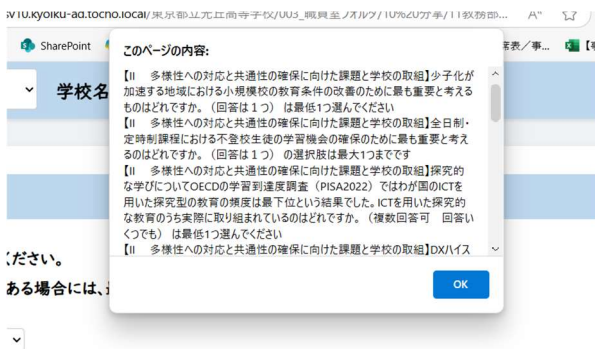 sv10.kyoiku-ad.tocho.local/東京都立光丘高等学校/003_職員室フォルダ/10%20分掌/11教務部...
SharePoint
席表／事...
学校名
このページの内容:
【II　多様性への対応と共通性の確保に向けた課題と学校の取組】少子化が
加速する地域における小規模校の教育条件の改善のために最も重要と考える
ものはどれですか。（回答は１つ） は最低1つ選んでください
【II　多様性への対応と共通性の確保に向けた課題と学校の取組】全日制・
定時制課程における不登校生徒の学習機会の確保のために最も重要と考え
るのはどれですか。（回答は１つ） の選択肢は最大1つまでです
【II　多様性への対応と共通性の確保に向けた課題と学校の取組】探究的
な学びについてOECDの学習到達度調査（PISA2022）ではわが国のICTを
用いた探究型の教育の頻度は最下位という結果でした。ICTを用いた探究的
な教育のうち実際に取り組まれているのはどれですか。（複数回答可　回答い
くつでも） は最低1つ選んでください
【II　多様性への対応と共通性の確保に向けた課題と学校の取組】DXハイス
ください。
ある場合には、
OK